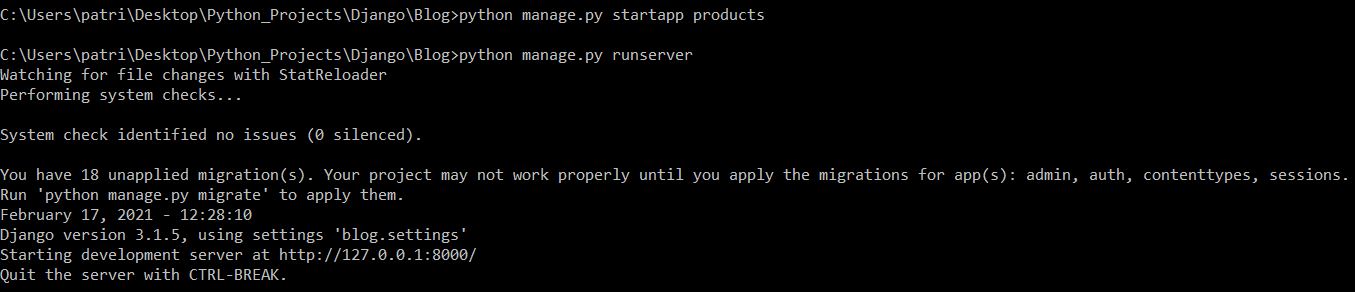 C:\Users\patri\Desktop\Python_Projects\Django\Blog>python manage.py startapp products
C:\Users\patri\Desktop\Python_Projects\Django\Blog>python manage.py runserver
Watching for file changes with StatReloader
Performing system checks...
System check identified no issues (0 silenced).
You have 18 unapplied migration(s). Your project may not work properly until you apply the migrations for app(s): admin, auth, contenttypes, sessions.
Run 'python manage.py migrate' to apply them.
February 17, 2021 - 12:28:10
Django version 3.1.5, using settings 'blog.settings'
Starting development server at http://127.0.0.1:8000/
Quit the server with CTRL-BREAK.